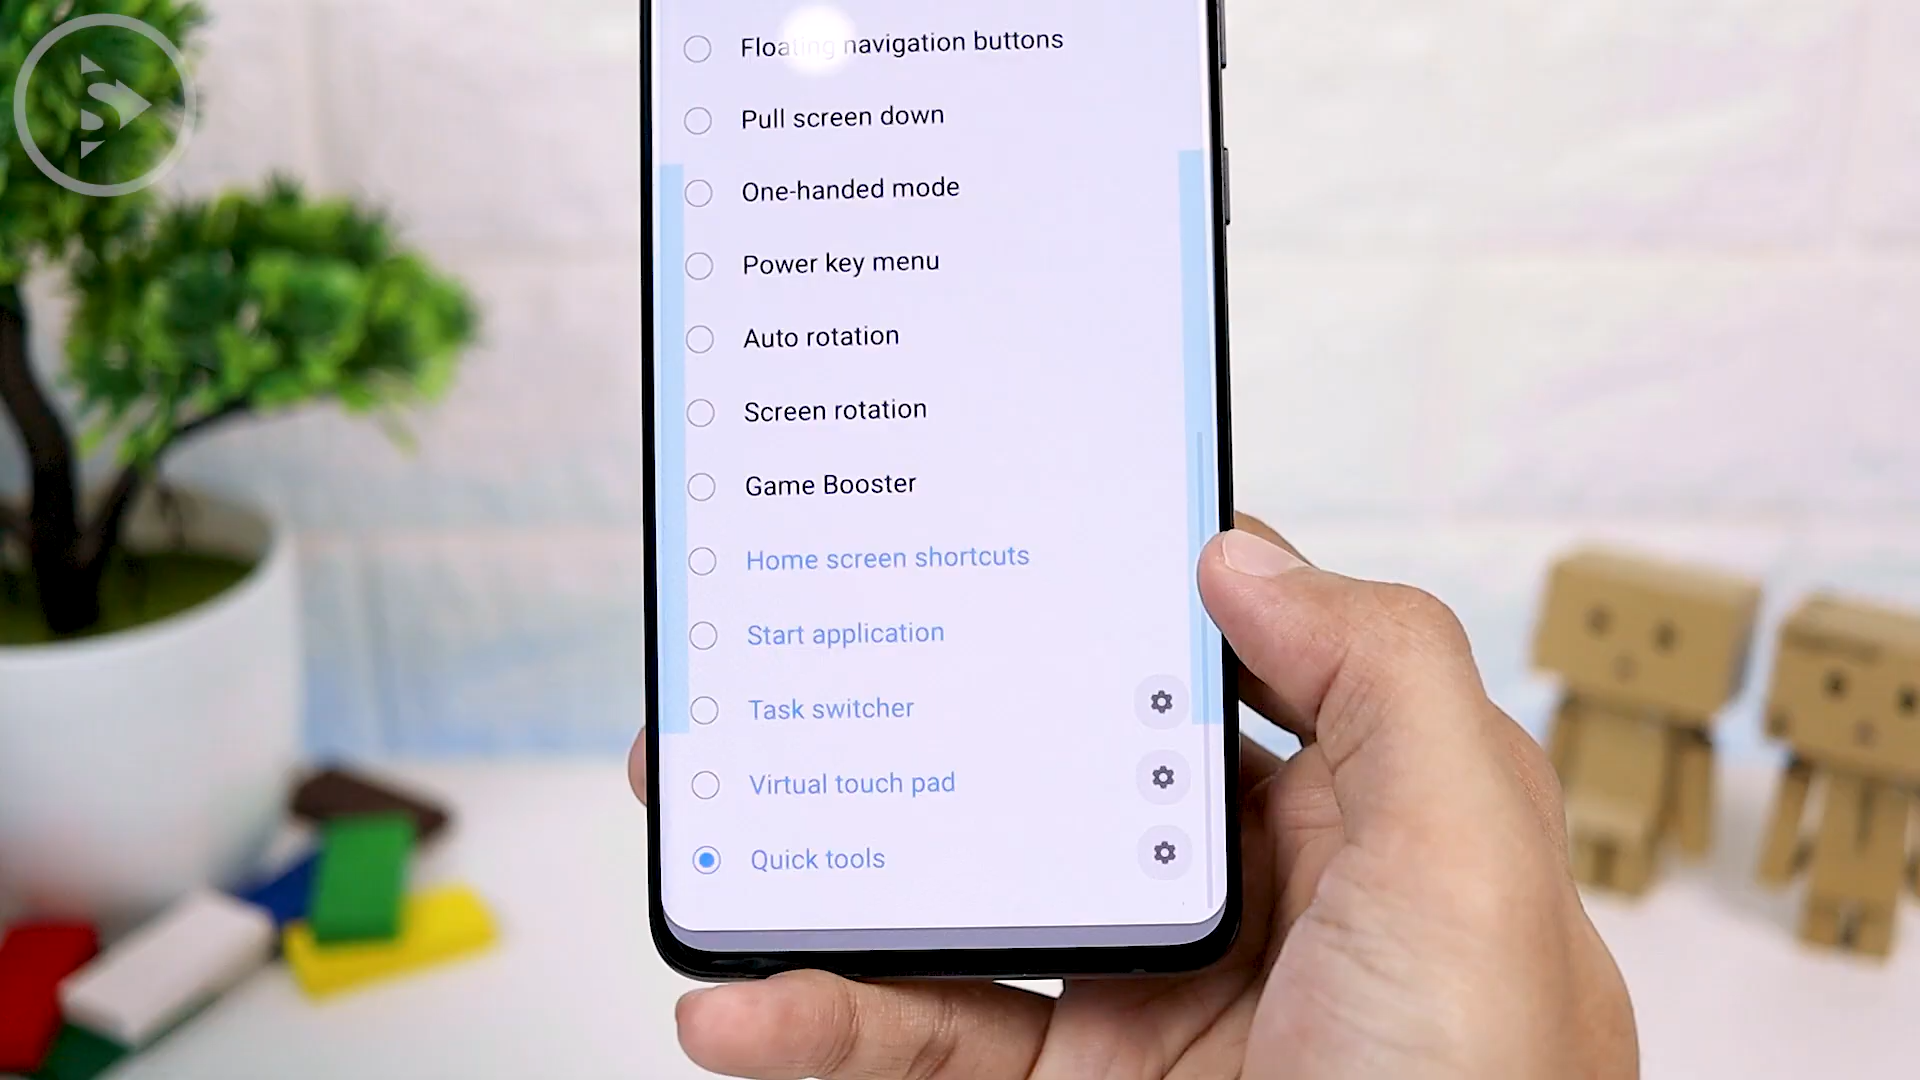 Floating navigation buttons
Pull screen down
One-handed mode
Power key menu
Auto rotation
Screen rotation
Game Booster
Home screen shortcuts
Start application
Task switcher
Virtual touch pad
Quick tools
S